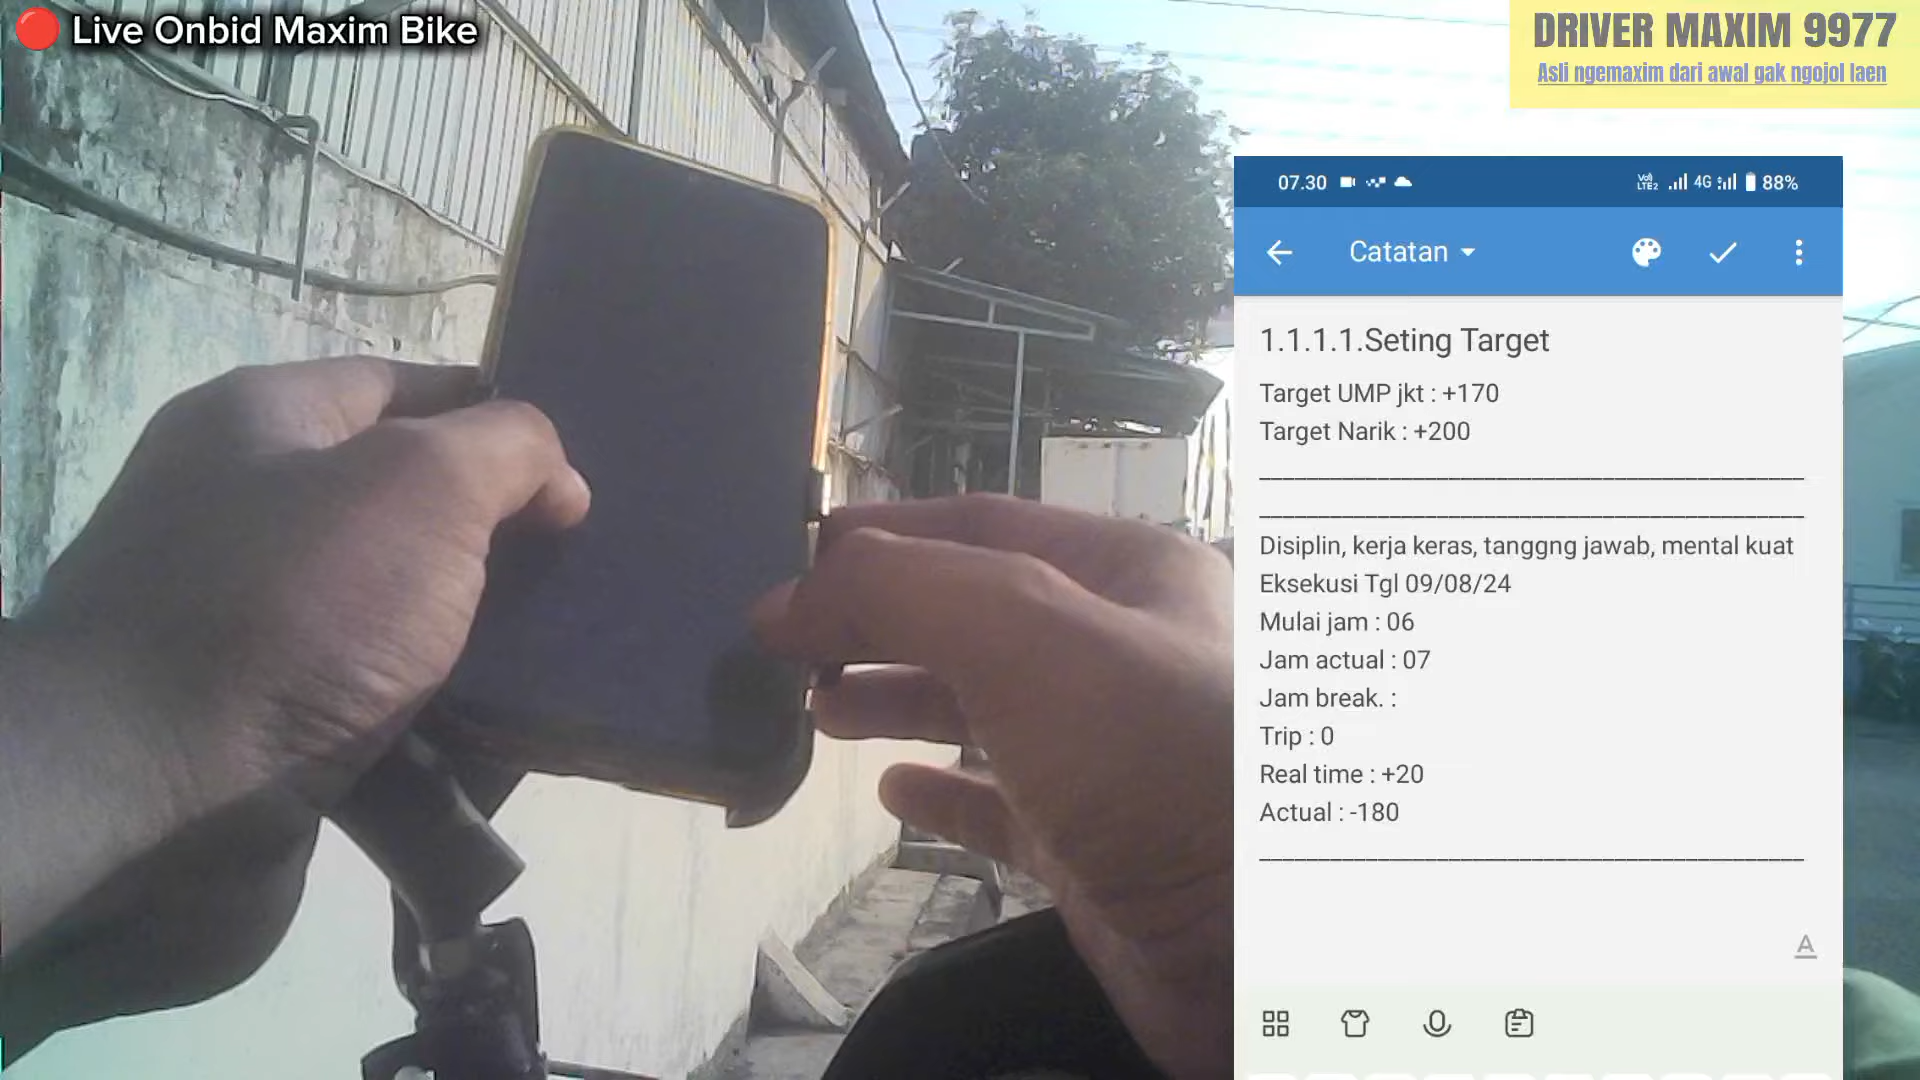 🔴 Live Onbid Maxim Bike
DRIVER MAXIM 9977
Asli ngemaxim dari awal gak ngojol laen
07.30
Vo) LTE2 4G 88%
Catatan
1.1.1.1.Seting Target
Target UMP jkt : +170
Target Narik : +200
Disiplin, kerja keras, tanggng jawab, mental kuat
Eksekusi Tgl 09/08/24
Mulai jam : 06
Jam actual : 07
Jam break. :
Trip : 0
Real time : +20
Actual : -180
A